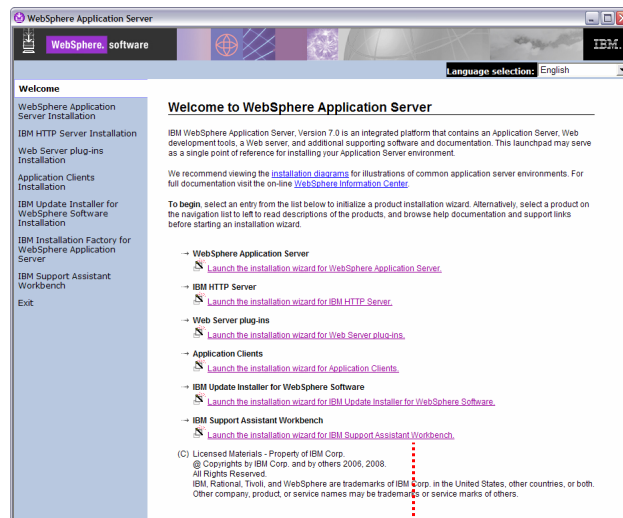 WebSphere Application Server
WebSphere. software
IBM.
Language selection: English
Welcome
WebSphere Application
Server Installation
IBM HTTP Server Installation
Web Server plug-ins
Installation
Application Clients
Installation
IBM Update Installer for
WebSphere Software
Installation
IBM Installation Factory for
WebSphere Application
Server
IBM Support Assistant
Workbench
Exit
Welcome to WebSphere Application Server
IBM WebSphere Application Server, Version 7.0 is an integrated platform that contains an Application Server, Web
development tools, a Web server, and additional supporting software and documentation. This launchpad may serve
as a single point of reference for installing your Application Server environment.
We recommend viewing the installation diagrams for illustrations of common application server environments. For
full documentation visit the on-line WebSphere Information Center.
To begin, select an entry from the list below to initialize a product installation wizard. Alternatively, select a product on
the navigation list to left to read descriptions of the products, and browse help documentation and support links
before starting an installation wizard.
→ WebSphere Application Server
Launch the installation wizard for WebSphere Application Server.
→ IBM HTTP Server
Launch the installation wizard for IBM HTTP Server.
→ Web Server plug-ins
Launch the installation wizard for Web Server plug-ins.
→ Application Clients
Launch the installation wizard for Application Clients.
→ IBM Update Installer for WebSphere Software
Launch the installation wizard for IBM Update Installer for WebSphere Software.
→ IBM Support Assistant Workbench
Launch the installation wizard for IBM Support Assistant Workbench.
(C) Licensed Materials - Property of IBM Corp.
@ Copyrights by IBM Corp. and by others 2006, 2008.
All Rights Reserved.
IBM, Rational, Tivoli, and WebSphere are trademarks of IBM Corp. in the United States, other countries, or both.
Other company, product, or service names may be trademarks or service marks of others.